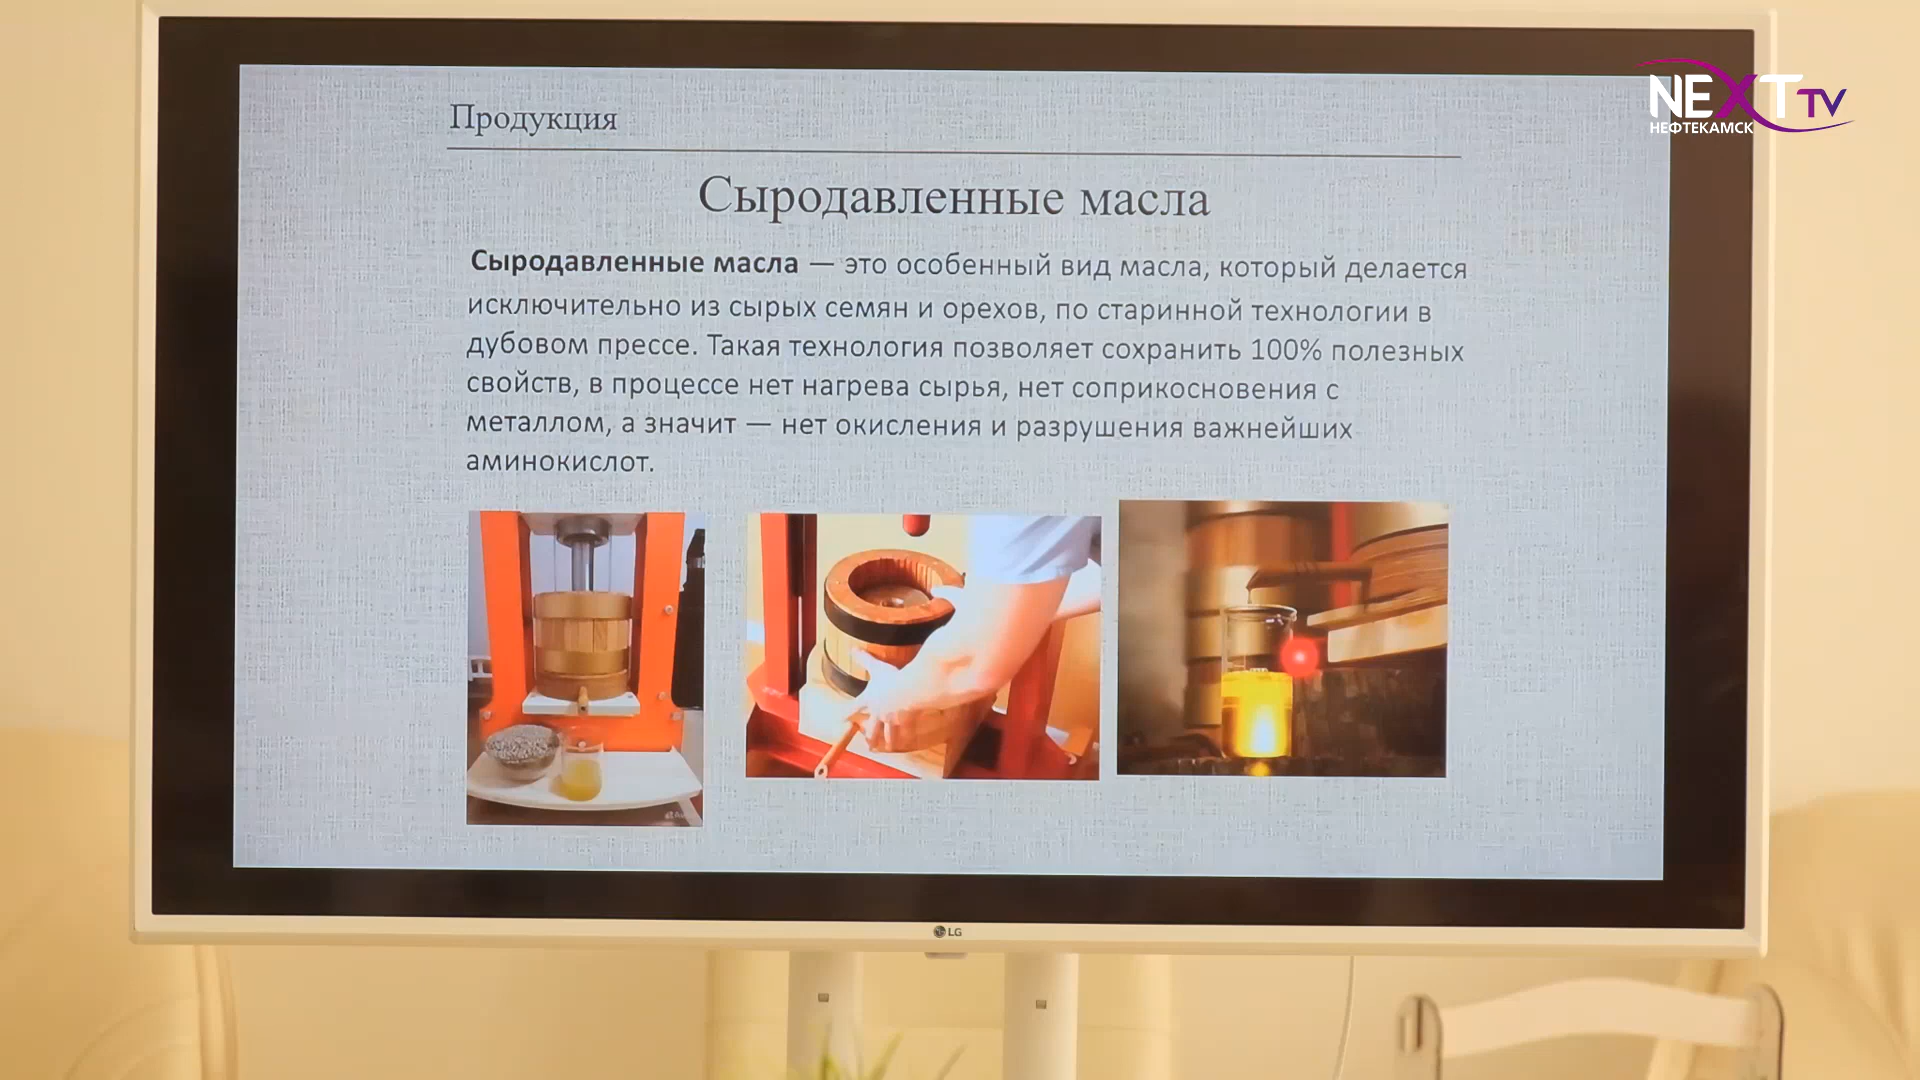 NEXT TV
НЕФТЕКАМСК
Продукция
Сыродавленные масла
Сыродавленные масла — это особенный вид масла, который делается
исключительно из сырых семян и орехов, по старинной технологии в
дубовом прессе. Такая технология позволяет сохранить 100% полезных
свойств, в процессе нет нагрева сырья, нет соприкосновения с
металлом, а значит — нет окисления и разрушения важнейших
аминокислот.
LG